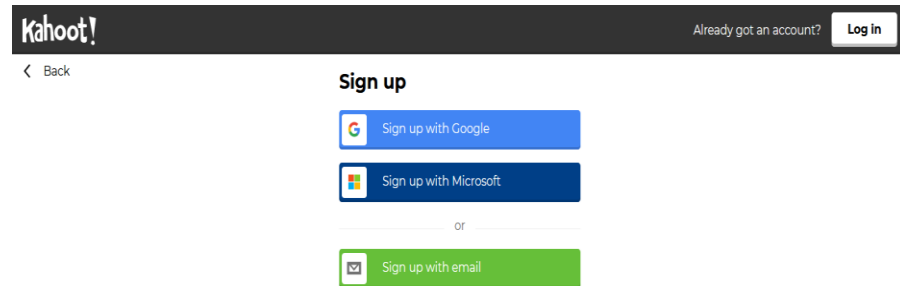 Kahoot!
Already got an account? Log in
Back
Sign up
Sign up with Google
Sign up with Microsoft
or
Sign up with email